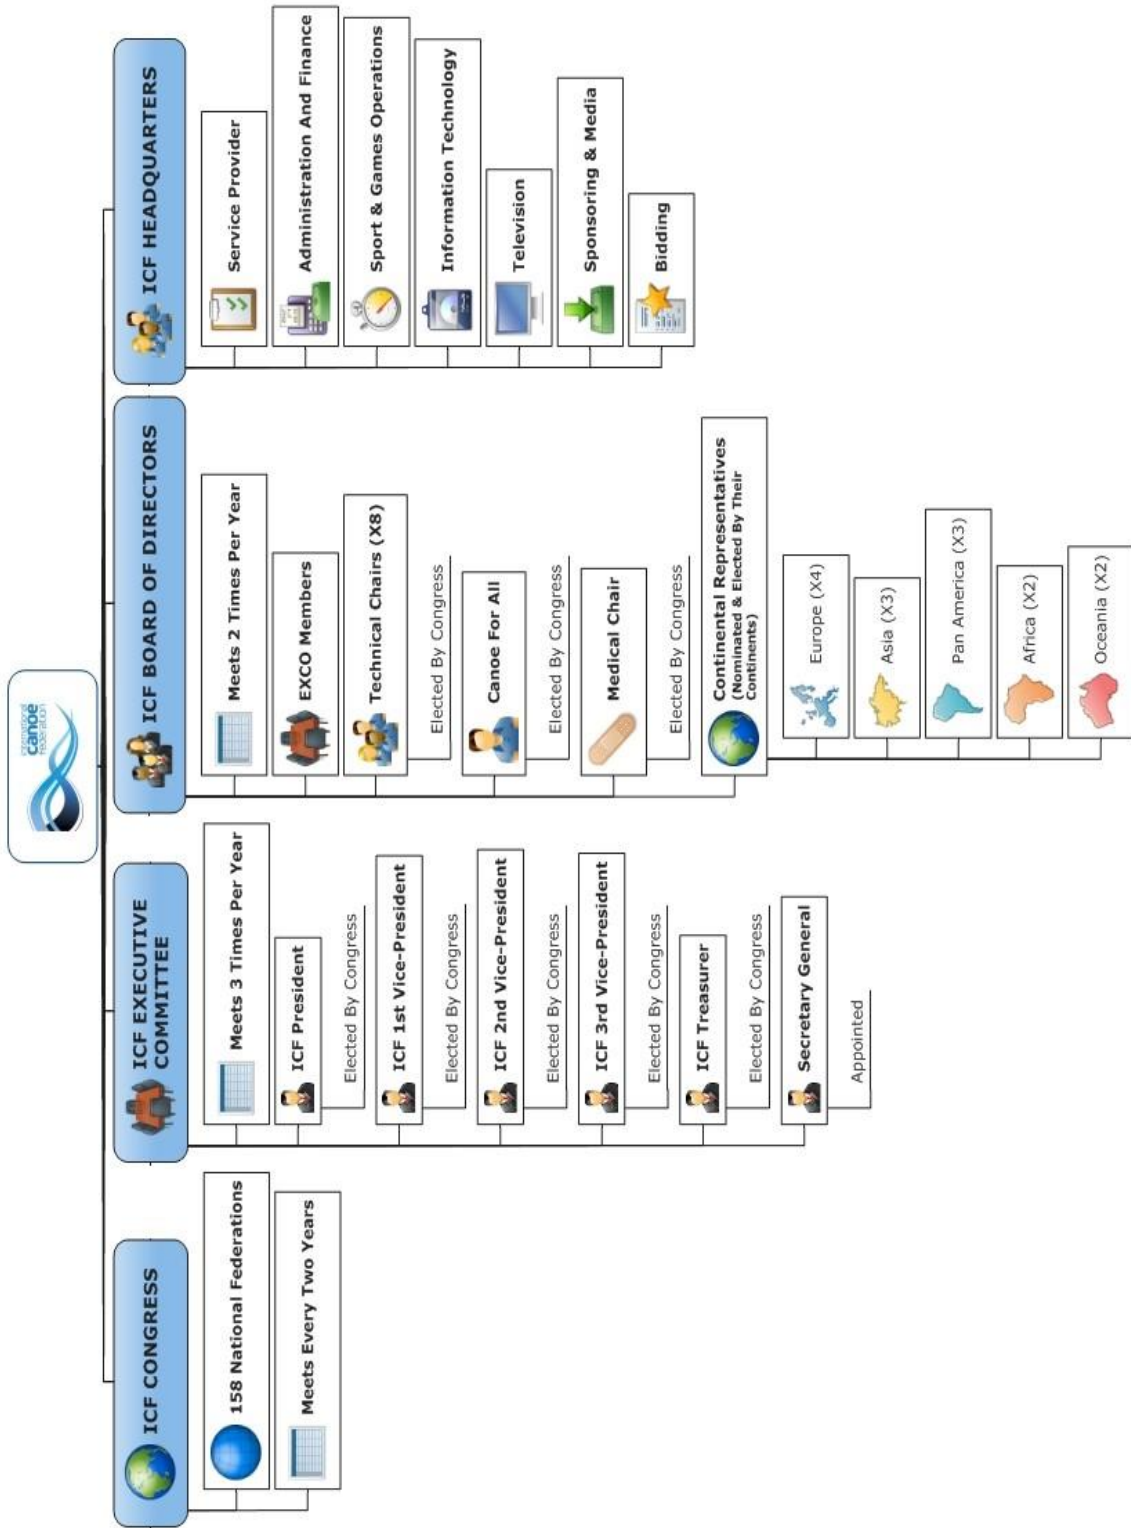 international
canoe
federation
ICF CONGRESS
158 National Federations
Meets Every Two Years
ICF EXECUTIVE
COMMITTEE
Meets 3 Times Per Year
ICF President
Elected By Congress
ICF 1st Vice-President
Elected By Congress
ICF 2nd Vice-President
Elected By Congress
ICF 3rd Vice-President
Elected By Congress
ICF Treasurer
Elected By Congress
Secretary General
Appointed
ICF BOARD OF DIRECTORS
Meets 2 Times Per Year
EXCO Members
Technical Chairs (X8)
Elected By Congress
Canoe For All
Elected By Congress
Medical Chair
Elected By Congress
Continental Representatives
(Nominated & Elected By Their
Continents)
Europe (X4)
Asia (X3)
Pan America (X3)
Africa (X2)
Oceania (X2)
ICF HEADQUARTERS
Service Provider
Administration And Finance
Sport & Games Operations
Information Technology
Television
Sponsoring & Media
Bidding